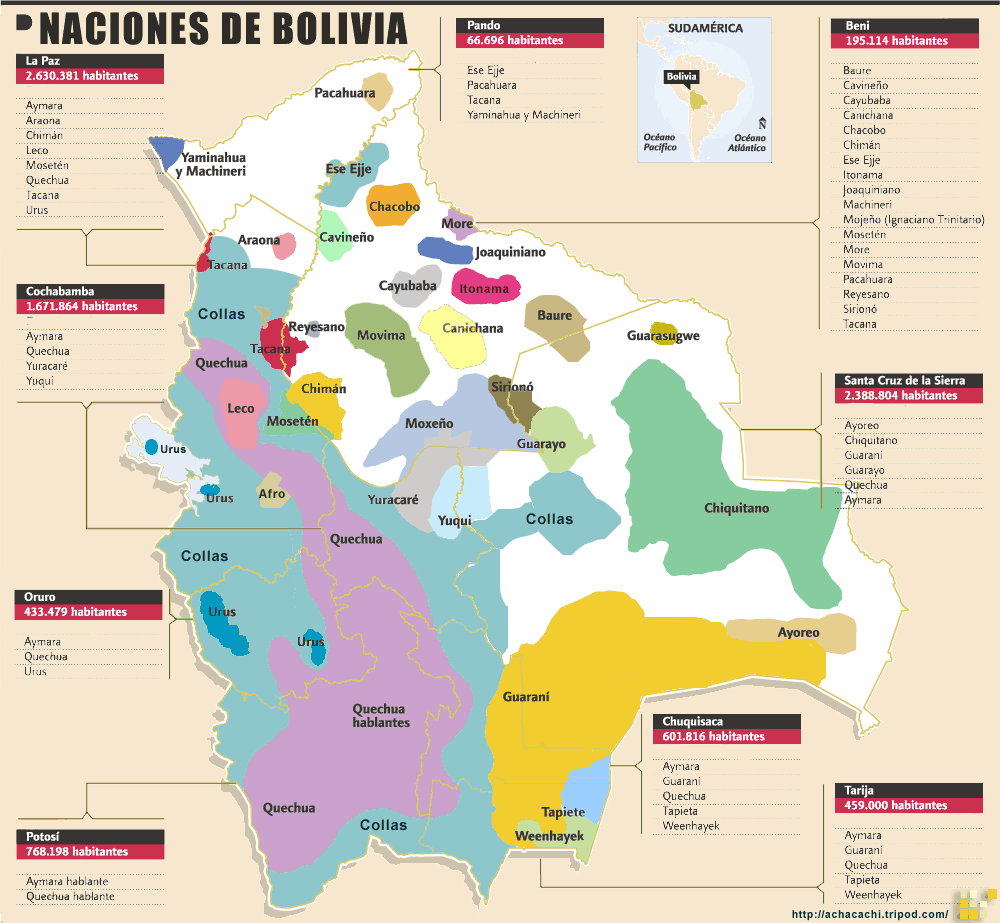 NACIONES DE BOLIVIA
La Paz
2.630.381 habitantes
Aymara
Araona
Chimán
Leco
Mosetén
Quechua
Tacana
Urus
Cochabamba
1.671.864 habitantes
Aymara
Quechua
Yuracaré
Yuqui
Oruro
433.479 habitantes
Aymara
Quechua
Urus
Potosí
768.198 habitantes
Aymara hablante
Quechua hablante
Pando
66.696 habitantes
Ese Ejje
Pacahuara
Tacana
Yaminahua y Machineri
SUDAMÉRICA
Bolivia
N
Océano
Pacífico
Océano
Atlántico
Beni
195.114 habitantes
Baure
Cavineño
Cayubaba
Canichana
Chacobo
Chimán
Ese Ejje
Itonama
Joaquiniano
Machineri
Mojeño (Ignaciano Trinitario)
Mosetén
More
Movima
Pacahuara
Reyesano
Sirionó
Tacana
Santa Cruz de la Sierra
2.388.804 habitantes
Ayoreo
Chiquitano
Guaraní
Guarayo
Quechua
Aymara
Chuquisaca
601.816 habitantes
Aymara
Guaraní
Quechua
Tapieta
Weenhayek
Tarija
459.000 habitantes
Aymara
Guaraní
Quechua
Tapieta
Weenhayek
Pacahuara
Yaminahua
y Machineri
Ese Ejje
Chacobo
More
Araona
Cavineño
Joaquiniano
Tacana
Cayubaba
Itonama
Collas
Reyesano
Movima
Canichana
Baure
Guarasugwe
Tacana
Quechua
Chimán
Sirionó
Leco
Mosetén
Moxeño
Guarayo
Urus
Urus
Afro
Yuracaré
Yuqui
Collas
Chiquitano
Quechua
Collas
Urus
Urus
Ayoreo
Guaraní
Quechua
hablantes
Quechua
Collas
Tapiete
Weenhayek
http://achacachi.tripod.com/